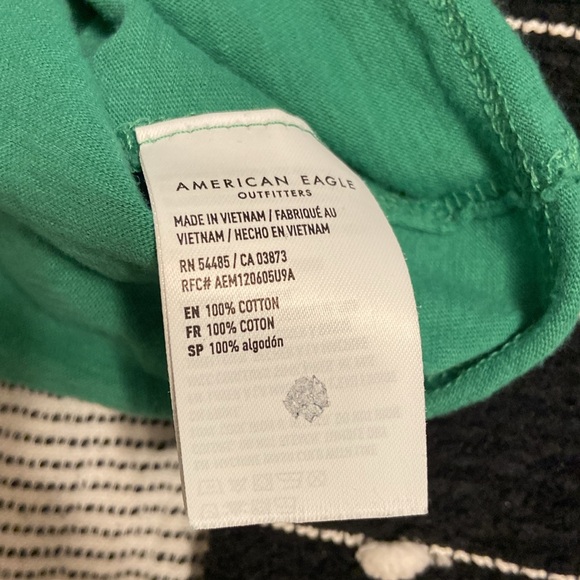 AMERICAN EAGLE
OUTFITTERS
MADE IN VIETNAM / FABRIQUÉ AU
VIETNAM / HECHO EN VIETNAM
RN 54485 / CA 03873
RFC# AEM120605U9A
EN 100% COTTON
FR 100% COTON
SP 100% algodón